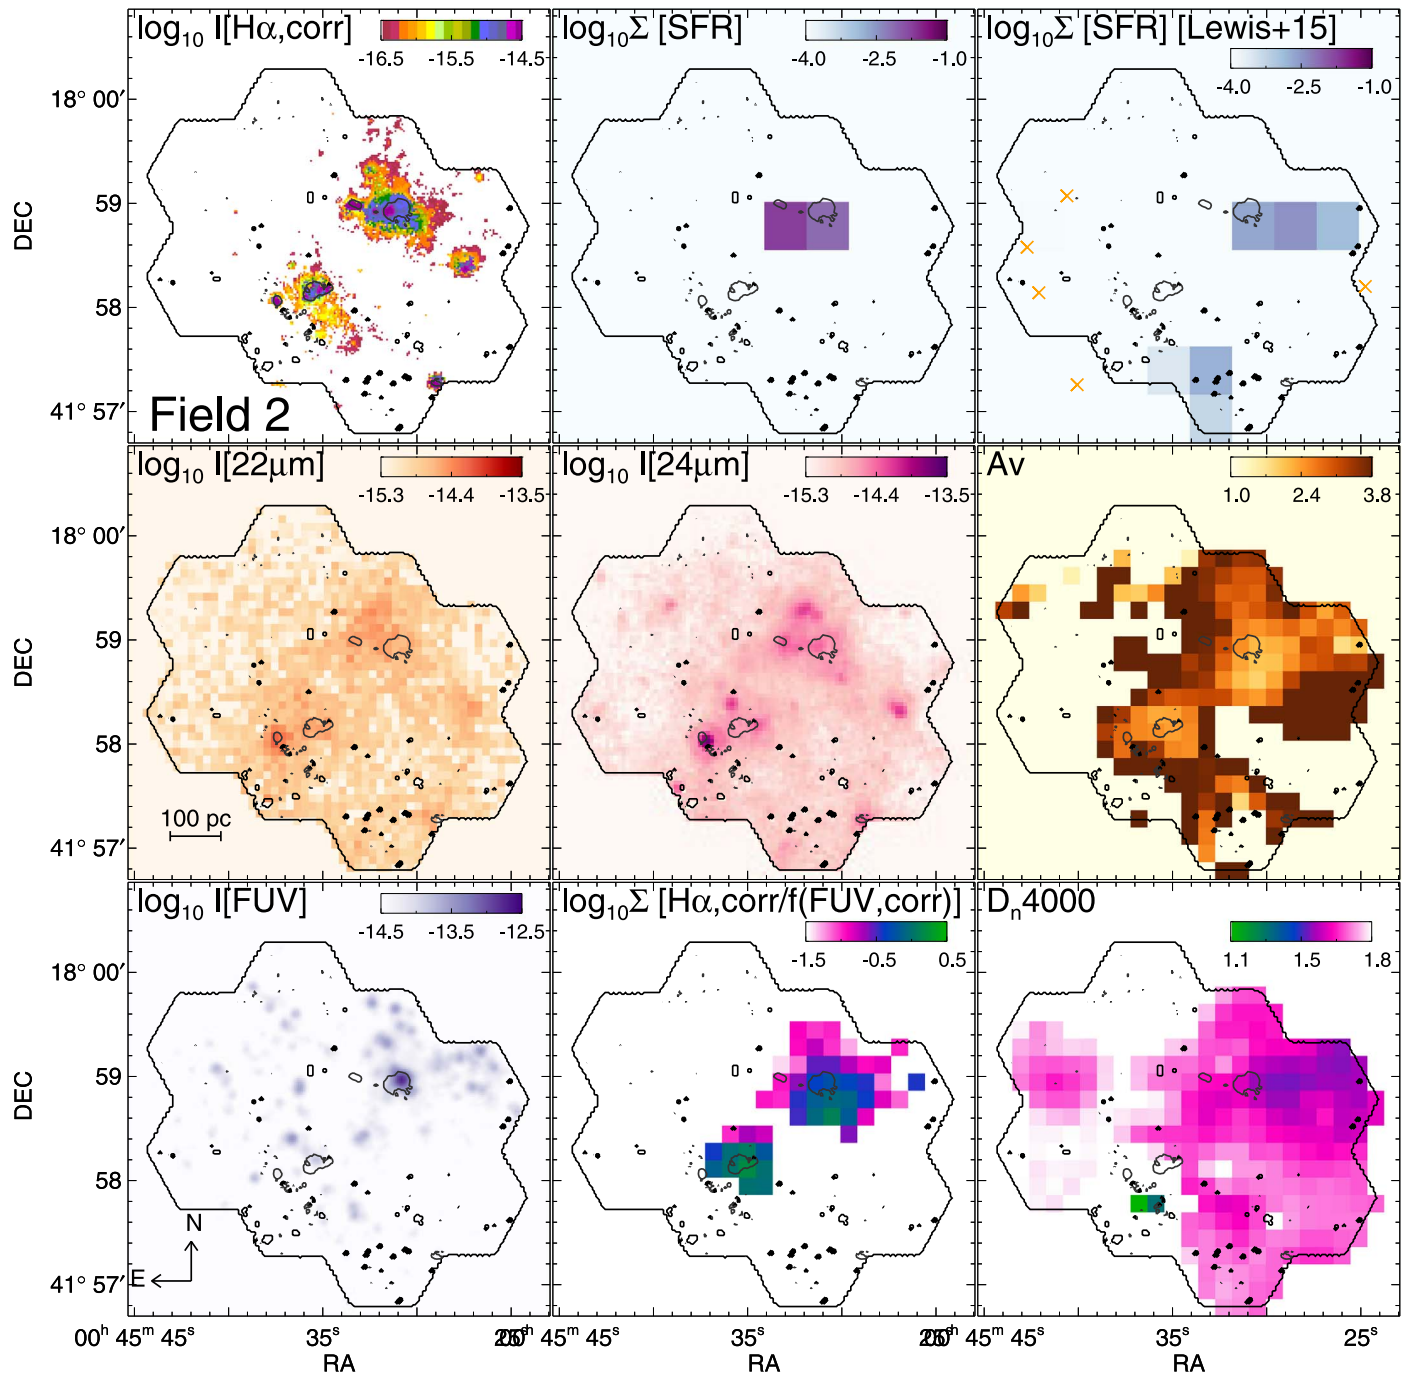 log₁₀ I[Hα,corr]
-16.5 -15.5 -14.5
log₁₀Σ [SFR]
-4.0 -2.5 -1.0
log₁₀Σ [SFR] [Lewis+15]
-4.0 -2.5 -1.0
18° 00′
59
58
41° 57′
DEC
Field 2
log₁₀ I[22μm]
-15.3 -14.4 -13.5
log₁₀ I[24μm]
-15.3 -14.4 -13.5
Av
1.0 2.4 3.8
18° 00′
59
58
41° 57′
DEC
100 pc
log₁₀ I[FUV]
-14.5 -13.5 -12.5
log₁₀Σ [Hα,corr/f(FUV,corr)]
-1.5 -0.5 0.5
Dₙ4000
1.1 1.5 1.8
18° 00′
59
58
41° 57′
DEC
N
E
00ʰ 45ᵐ 45ˢ 35ˢ 35ˢ 35ˢ 25ˢ
RA RA RA